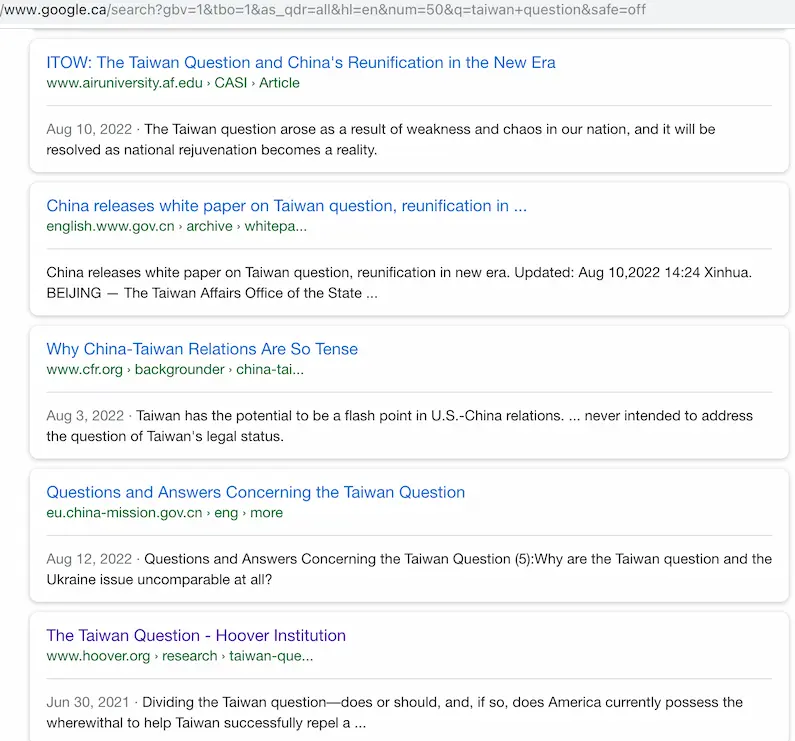 /www.google.ca/search?gbv=1&tbo=1&as_qdr=all&hl=en&num=50&q=taiwan+question&safe=off
ITOW: The Taiwan Question and China's Reunification in the New Era
www.airuniversity.af.edu › CASI › Article
Aug 10, 2022 · The Taiwan question arose as a result of weakness and chaos in our nation, and it will be
resolved as national rejuvenation becomes a reality.
China releases white paper on Taiwan question, reunification in ...
english.www.gov.cn › archive › whitepa...
China releases white paper on Taiwan question, reunification in new era. Updated: Aug 10,2022 14:24 Xinhua.
BEIJING — The Taiwan Affairs Office of the State ...
Why China-Taiwan Relations Are So Tense
www.cfr.org › backgrounder › china-tai...
Aug 3, 2022 · Taiwan has the potential to be a flash point in U.S.-China relations. ... never intended to address
the question of Taiwan's legal status.
Questions and Answers Concerning the Taiwan Question
eu.china-mission.gov.cn › eng › more
Aug 12, 2022 · Questions and Answers Concerning the Taiwan Question (5):Why are the Taiwan question and the
Ukraine issue uncomparable at all?
The Taiwan Question - Hoover Institution
www.hoover.org › research › taiwan-que...
Jun 30, 2021 · Dividing the Taiwan question—does or should, and, if so, does America currently possess the
wherewithal to help Taiwan successfully repel a ...